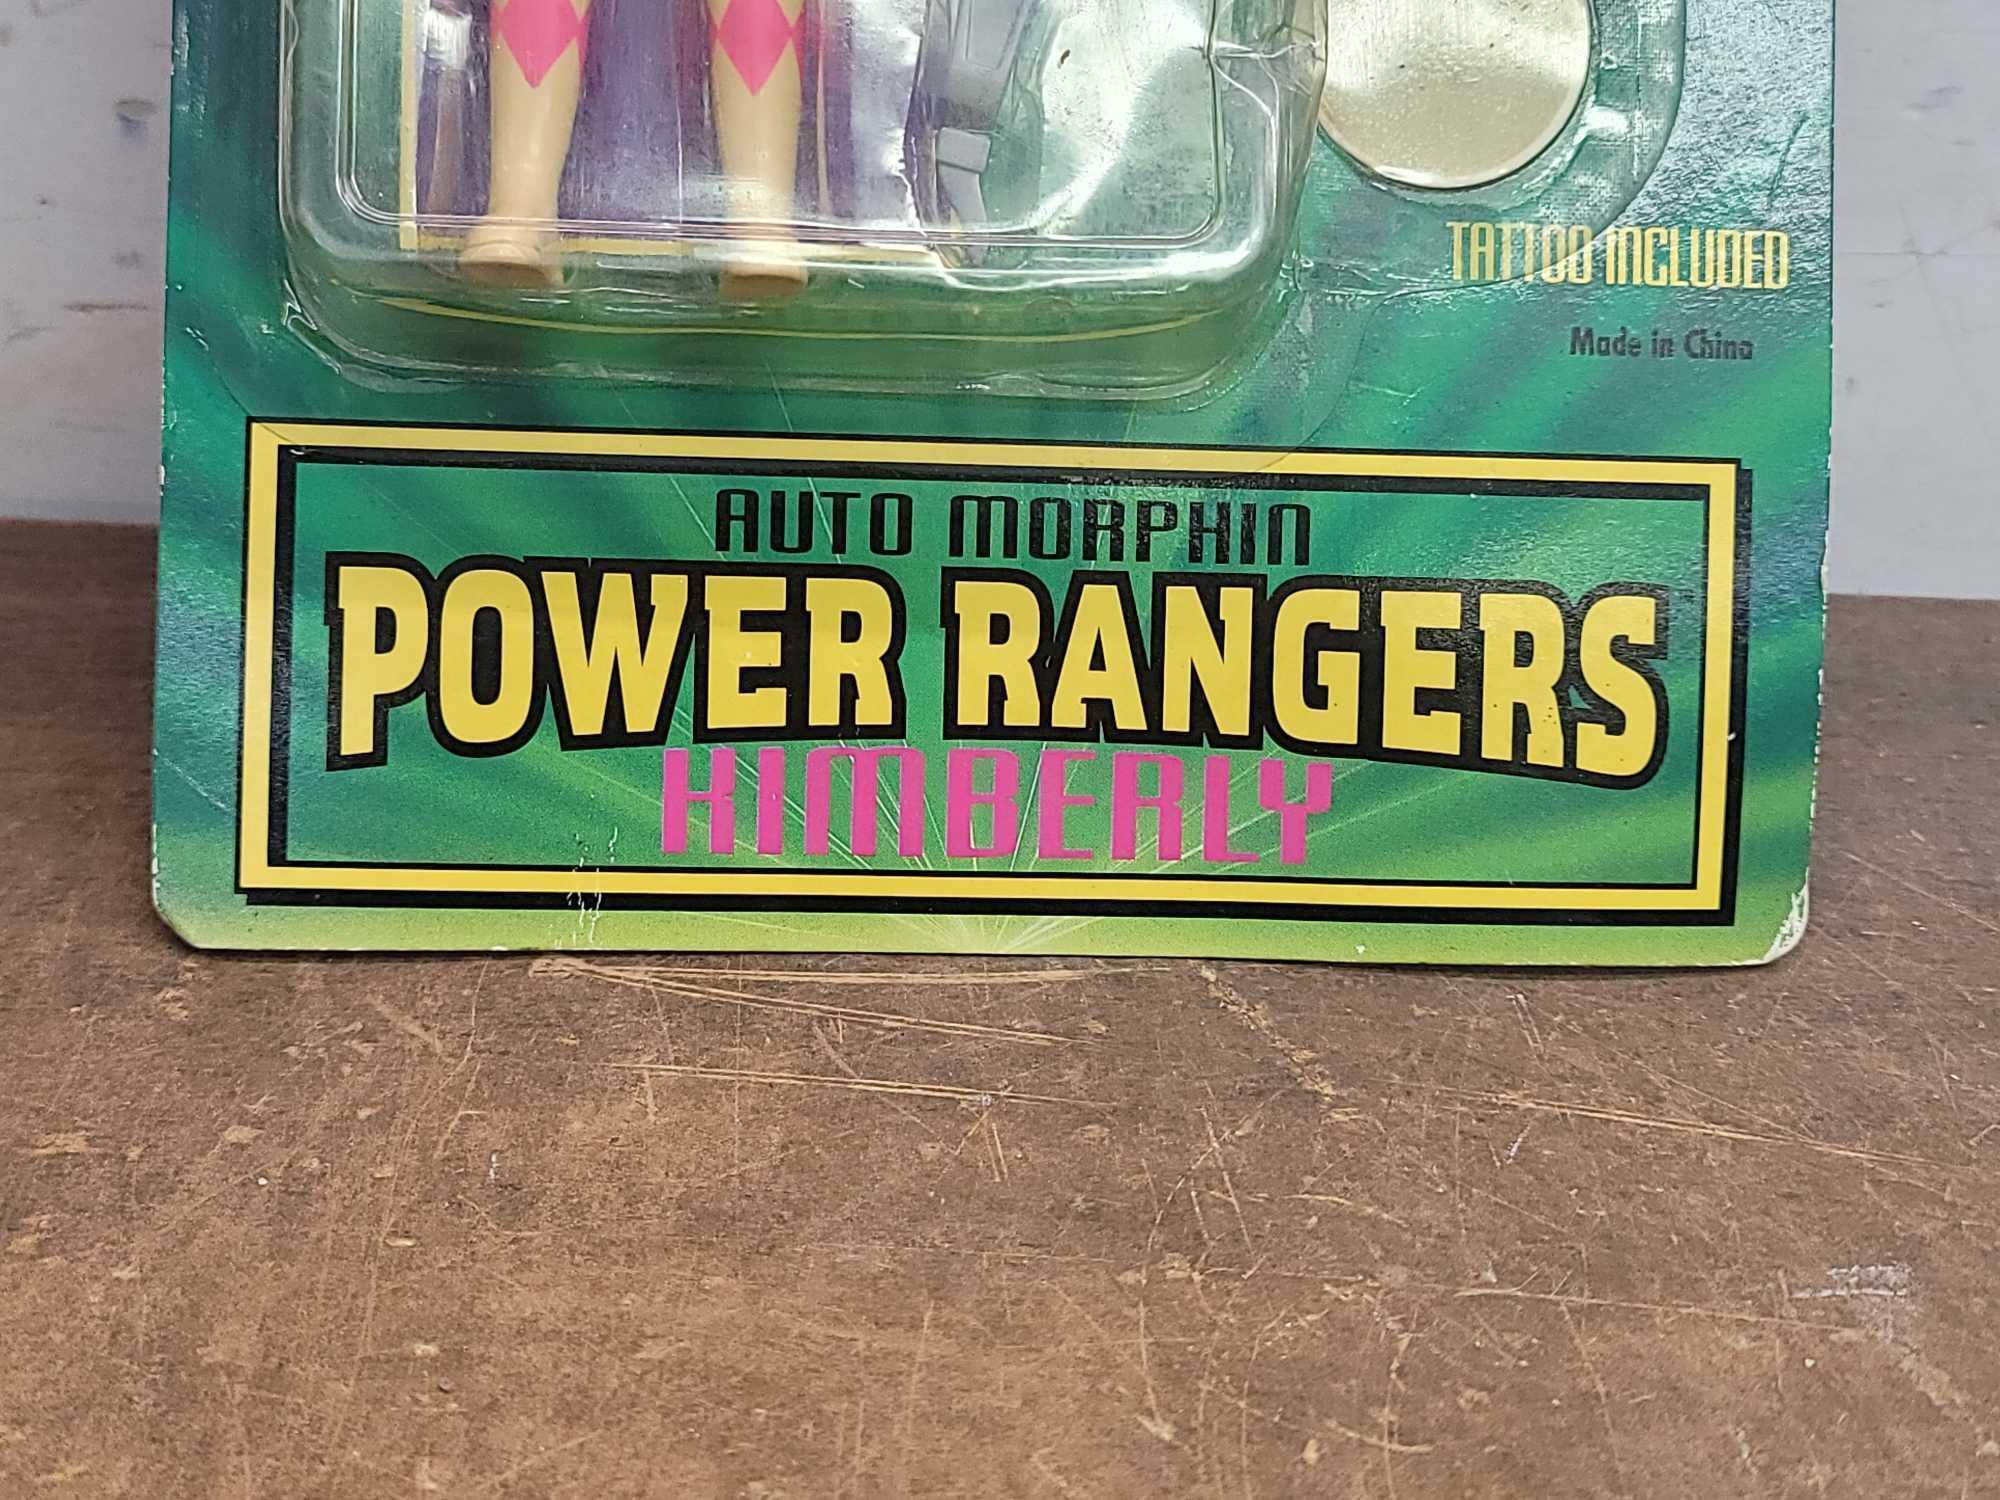 TATTOO INCLUDED
Made in China
AUTO MORPHIN
POWER RANGERS
KIMBERLY